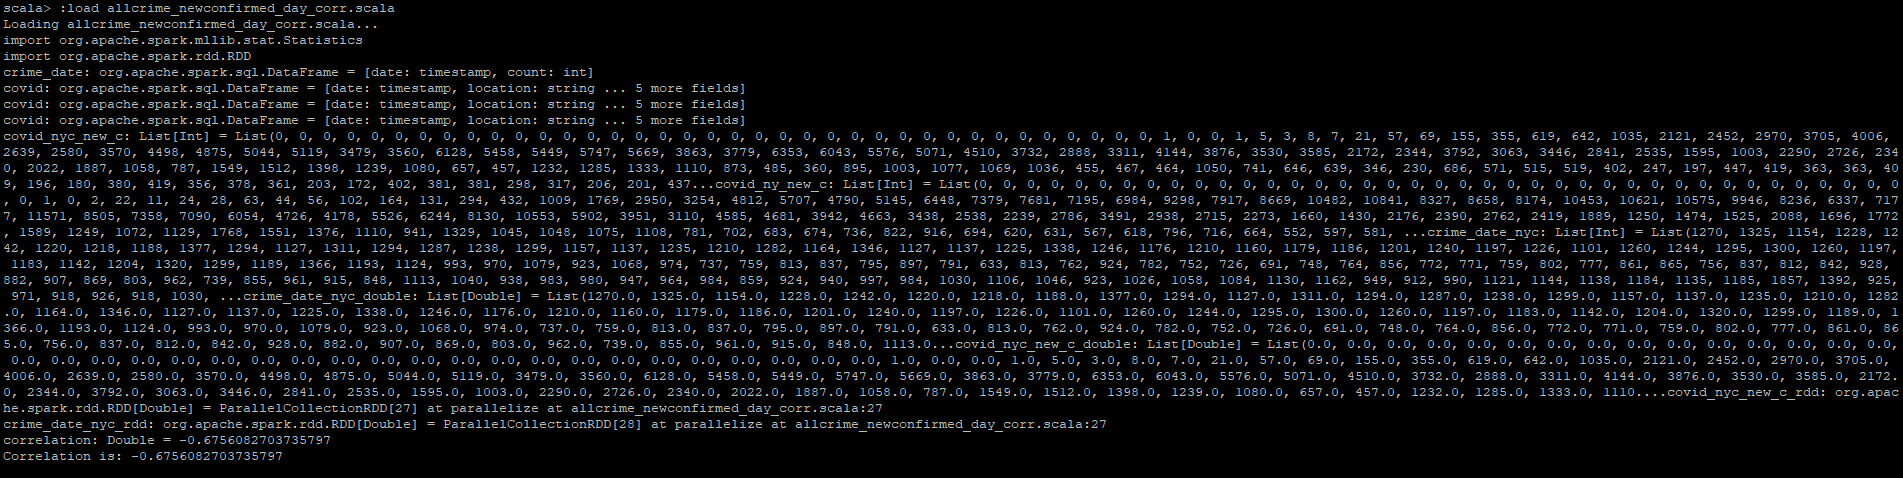 scala> :load allcrime_newconfirmed_day_corr.scala
Loading allcrime_newconfirmed_day_corr.scala...
import org.apache.spark.mllib.stat.Statistics
import org.apache.spark.rdd.RDD
crime_date: org.apache.spark.sql.DataFrame = [date: timestamp, count: int]
covid: org.apache.spark.sql.DataFrame = [date: timestamp, location: string ... 5 more fields]
covid: org.apache.spark.sql.DataFrame = [date: timestamp, location: string ... 5 more fields]
covid: org.apache.spark.sql.DataFrame = [date: timestamp, location: string ... 5 more fields]
covid_nyc_new_c: List[Int] = List(0, 0, 0, 0, 0, 0, 0, 0, 0, 0, 0, 0, 0, 0, 0, 0, 0, 0, 0, 0, 0, 0, 0, 0, 0, 0, 0, 0, 0, 0, 0, 0, 0, 0, 0, 0, 0, 1, 0, 0, 1, 5, 3, 8, 7, 21, 57, 69, 155, 355, 619, 642, 1035, 2121, 2452, 2970, 3705, 4006,
2639, 2580, 3570, 4498, 4875, 5044, 5119, 3479, 3560, 6128, 5458, 5449, 5747, 5669, 3863, 3779, 6353, 6043, 5576, 5071, 4510, 3732, 2888, 3311, 4144, 3876, 3530, 3585, 2172, 2344, 3792, 3063, 3446, 2841, 2535, 1595, 1003, 2290, 2726, 234
0, 2022, 1887, 1058, 787, 1549, 1512, 1398, 1239, 1080, 657, 457, 1232, 1285, 1333, 1110, 873, 485, 360, 895, 1003, 1077, 1069, 1036, 455, 467, 464, 1050, 741, 646, 639, 346, 230, 686, 571, 515, 519, 402, 247, 197, 447, 419, 363, 363, 40
9, 196, 180, 380, 419, 356, 378, 361, 203, 172, 402, 381, 381, 298, 317, 206, 201, 437...covid_ny_new_c: List[Int] = List(0, 0, 0, 0, 0, 0, 0, 0, 0, 0, 0, 0, 0, 0, 0, 0, 0, 0, 0, 0, 0, 0, 0, 0, 0, 0, 0, 0, 0, 0, 0, 0, 0, 0, 0, 0, 0, 0
, 0, 1, 0, 2, 22, 11, 24, 28, 63, 44, 56, 102, 164, 131, 294, 432, 1009, 1769, 2950, 3254, 4812, 5707, 4790, 5145, 6448, 7379, 7681, 7195, 6984, 9298, 7917, 8669, 10482, 10841, 8327, 8658, 8174, 10453, 10621, 10575, 9946, 8236, 6337, 717
7, 11571, 8505, 7358, 7090, 6054, 4726, 4178, 5526, 6244, 8130, 10553, 5902, 3951, 3110, 4585, 4681, 3942, 4663, 3438, 2538, 2239, 2786, 3491, 2938, 2715, 2273, 1660, 1430, 2176, 2390, 2762, 2419, 1889, 1250, 1474, 1525, 2088, 1696, 1772
, 1589, 1249, 1072, 1129, 1768, 1551, 1376, 1110, 941, 1329, 1045, 1048, 1075, 1108, 781, 702, 683, 674, 736, 822, 916, 694, 620, 631, 567, 618, 796, 716, 664, 552, 597, 581, ...crime_date_nyc: List[Int] = List(1270, 1325, 1154, 1228, 12
42, 1220, 1218, 1188, 1377, 1294, 1127, 1311, 1294, 1287, 1238, 1299, 1157, 1137, 1235, 1210, 1282, 1164, 1346, 1127, 1137, 1225, 1338, 1246, 1176, 1210, 1160, 1179, 1186, 1201, 1240, 1197, 1226, 1101, 1260, 1244, 1295, 1300, 1260, 1197,
 1183, 1142, 1204, 1320, 1299, 1189, 1366, 1193, 1124, 993, 970, 1079, 923, 1068, 974, 737, 759, 813, 837, 795, 897, 791, 633, 813, 762, 924, 782, 752, 726, 691, 748, 764, 856, 772, 771, 759, 802, 777, 861, 865, 756, 837, 812, 842, 928,
882, 907, 869, 803, 962, 739, 855, 961, 915, 848, 1113, 1040, 938, 983, 980, 947, 964, 984, 859, 924, 940, 997, 984, 1030, 1106, 1046, 923, 1026, 1058, 1084, 1130, 1162, 949, 912, 990, 1121, 1144, 1138, 1184, 1135, 1185, 1857, 1392, 925,
 971, 918, 926, 918, 1030, ...crime_date_nyc_double: List[Double] = List(1270.0, 1325.0, 1154.0, 1228.0, 1242.0, 1220.0, 1218.0, 1188.0, 1377.0, 1294.0, 1127.0, 1311.0, 1294.0, 1287.0, 1238.0, 1299.0, 1157.0, 1137.0, 1235.0, 1210.0, 1282
.0, 1164.0, 1346.0, 1127.0, 1137.0, 1225.0, 1338.0, 1246.0, 1176.0, 1210.0, 1160.0, 1179.0, 1186.0, 1201.0, 1240.0, 1197.0, 1226.0, 1101.0, 1260.0, 1244.0, 1295.0, 1300.0, 1260.0, 1197.0, 1183.0, 1142.0, 1204.0, 1320.0, 1299.0, 1189.0, 1
366.0, 1193.0, 1124.0, 993.0, 970.0, 1079.0, 923.0, 1068.0, 974.0, 737.0, 759.0, 813.0, 837.0, 795.0, 897.0, 791.0, 633.0, 813.0, 762.0, 924.0, 782.0, 752.0, 726.0, 691.0, 748.0, 764.0, 856.0, 772.0, 771.0, 759.0, 802.0, 777.0, 861.0, 86
5.0, 756.0, 837.0, 812.0, 842.0, 928.0, 882.0, 907.0, 869.0, 803.0, 962.0, 739.0, 855.0, 961.0, 915.0, 848.0, 1113.0...covid_nyc_new_c_double: List[Double] = List(0.0, 0.0, 0.0, 0.0, 0.0, 0.0, 0.0, 0.0, 0.0, 0.0, 0.0, 0.0, 0.0, 0.0, 0.0,
 0.0, 0.0, 0.0, 0.0, 0.0, 0.0, 0.0, 0.0, 0.0, 0.0, 0.0, 0.0, 0.0, 0.0, 0.0, 0.0, 0.0, 0.0, 0.0, 0.0, 0.0, 0.0, 1.0, 0.0, 0.0, 1.0, 5.0, 3.0, 8.0, 7.0, 21.0, 57.0, 69.0, 155.0, 355.0, 619.0, 642.0, 1035.0, 2121.0, 2452.0, 2970.0, 3705.0,
4006.0, 2639.0, 2580.0, 3570.0, 4498.0, 4875.0, 5044.0, 5119.0, 3479.0, 3560.0, 6128.0, 5458.0, 5449.0, 5747.0, 5669.0, 3863.0, 3779.0, 6353.0, 6043.0, 5576.0, 5071.0, 4510.0, 3732.0, 2888.0, 3311.0, 4144.0, 3876.0, 3530.0, 3585.0, 2172.
0, 2344.0, 3792.0, 3063.0, 3446.0, 2841.0, 2535.0, 1595.0, 1003.0, 2290.0, 2726.0, 2340.0, 2022.0, 1887.0, 1058.0, 787.0, 1549.0, 1512.0, 1398.0, 1239.0, 1080.0, 657.0, 457.0, 1232.0, 1285.0, 1333.0, 1110....covid_nyc_new_c_rdd: org.apac
he.spark.rdd.RDD[Double] = ParallelCollectionRDD[27] at parallelize at allcrime_newconfirmed_day_corr.scala:27
crime_date_nyc_rdd: org.apache.spark.rdd.RDD[Double] = ParallelCollectionRDD[28] at parallelize at allcrime_newconfirmed_day_corr.scala:27
correlation: Double = -0.6756082703735797
Correlation is: -0.6756082703735797